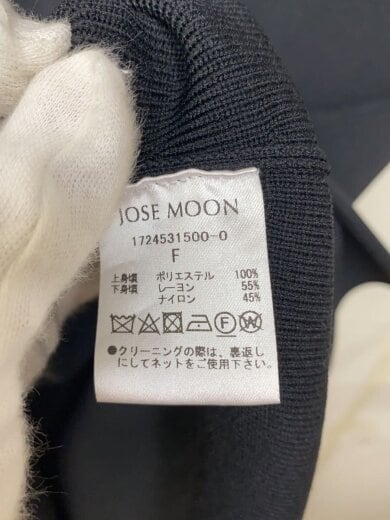 JOSE MOON
1724531500-0
F
上身頃 ポリエステル 100%
下身頃 レーヨン 55%
ナイロン 45%
F W
●クリーニングの際は、裏返し
にしてネットをご使用ください。